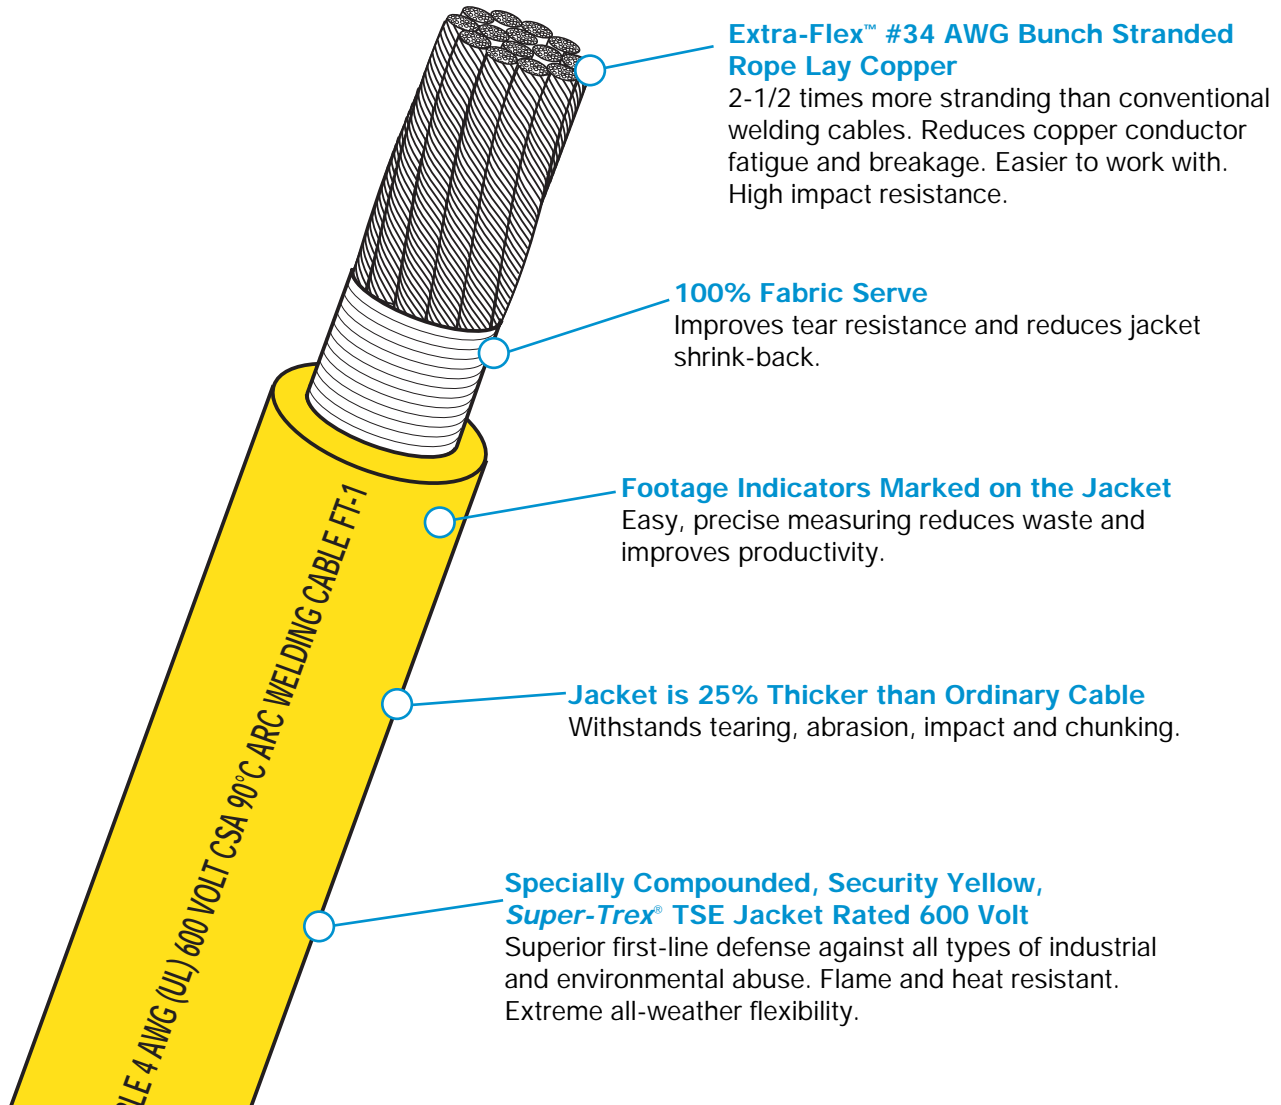 Extra-Flex™ #34 AWG Bunch Stranded
Rope Lay Copper
2-1/2 times more stranding than conventional
welding cables. Reduces copper conductor
fatigue and breakage. Easier to work with.
High impact resistance.
100% Fabric Serve
Improves tear resistance and reduces jacket
shrink-back.
Footage Indicators Marked on the Jacket
Easy, precise measuring reduces waste and
improves productivity.
Jacket is 25% Thicker than Ordinary Cable
Withstands tearing, abrasion, impact and chunking.
Specially Compounded, Security Yellow,
Super-Trex® TSE Jacket Rated 600 Volt
Superior first-line defense against all types of industrial
and environmental abuse. Flame and heat resistant.
Extreme all-weather flexibility.
4 AWG (UL) 600 VOLT CSA 90°C ARC WELDING CABLE FT-1